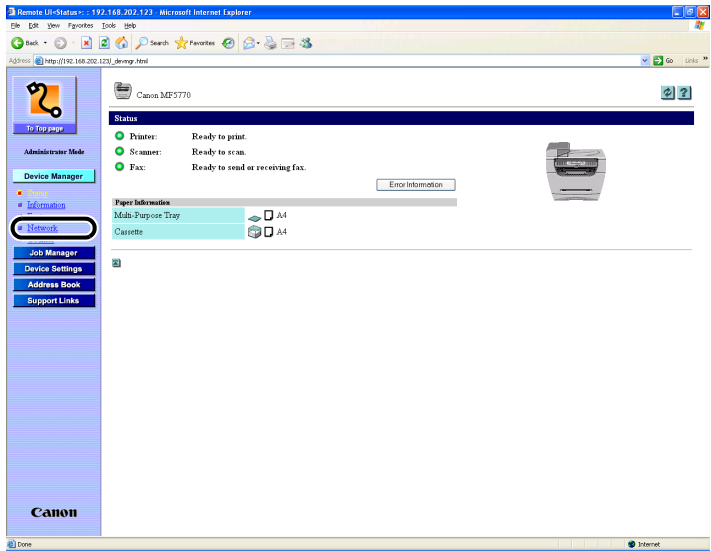 Remote UI<Status>: : 192.168.202.123 - Microsoft Internet Explorer
File Edit View Favorites Tools Help
Back Search Favorites
Address http://192.168.202.123/_devmgr.html Go Links »
Canon MF5770
To Top page
Administrator Mode
Device Manager
Information
Network
Job Manager
Device Settings
Address Book
Support Links
Canon
Status
Printer: Ready to print.
Scanner: Ready to scan.
Fax: Ready to send or receiving fax.
Error Information
Paper Information
Multi-Purpose Tray A4
Cassette A4
Done Internet